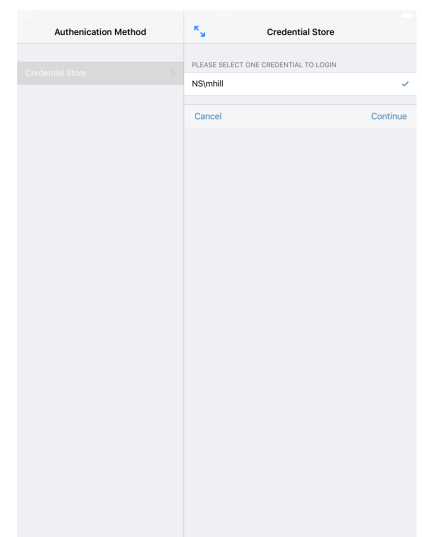 Authenication Method
Credential Store
Credential Store
PLEASE SELECT ONE CREDENTIAL TO LOGIN
NS\mhill
Cancel
Continue